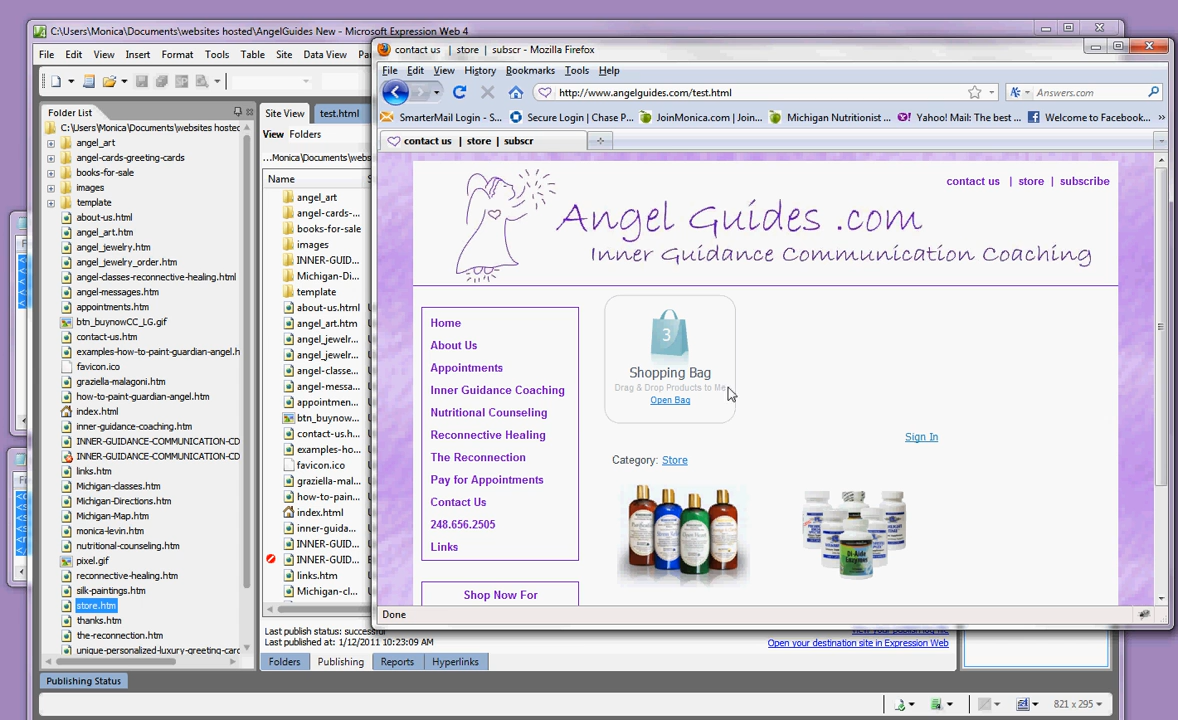 C:\Users\Monica\Documents\websites hosted\AngelGuides New - Microsoft Expression Web 4
File Edit View Insert Format Tools Table Site Data View
Folder List
C:\Users\Monica\Documents\websites hosted
angel_art
angel-cards-greeting-cards
books-for-sale
images
template
about-us.html
angel_art.htm
angel_jewelry.htm
angel_jewelry_order.htm
angel-classes-reconnective-healing.html
angel-messages.htm
appointments.htm
btn_buynowCC_LG.gif
contact-us.htm
examples-how-to-paint-guardian-angel.h
favicon.ico
graziella-malagoni.htm
how-to-paint-guardian-angel.htm
index.html
inner-guidance-coaching.htm
INNER-GUIDANCE-COMMUNICATION-CD
INNER-GUIDANCE-COMMUNICATION-CD
links.htm
Michigan-classes.htm
Michigan-Directions.htm
Michigan-Map.htm
monica-levin.htm
nutritional-counseling.htm
pixel.gif
reconnective-healing.htm
silk-paintings.htm
store.htm
thanks.htm
the-reconnection.htm
unique-personalized-luxury-greeting-card
Publishing Status
Site View test.html
View Folders
...Monica\Documents\webs
Name
angel_art
angel-cards-...
books-for-sale
images
INNER-GUID...
Michigan-Di...
template
about-us.html
angel_art.htm
angel_jewelr...
angel_jewelr...
angel-classe...
angel-messa...
appointmen...
btn_buynow...
contact-us.h...
examples-ho...
favicon.ico
graziella-mal...
how-to-pain...
index.html
inner-guida...
INNER-GUID...
INNER-GUID...
links.htm
Michigan-cl...
Last publish status: successful
Last published at: 1/12/2011 10:23:09 AM
Open your destination site in Expression Web
Folders Publishing Reports Hyperlinks
821 x 295
contact us | store | subscr - Mozilla Firefox
File Edit View History Bookmarks Tools Help
http://www.angelguides.com/test.html
Answers.com
SmarterMail Login - S... Secure Login | Chase P... JoinMonica.com | Join... Michigan Nutritionist ... Yahoo! Mail: The best ... Welcome to Facebook... »
contact us | store | subscr
contact us | store | subscribe
Angel Guides .com
Inner Guidance Communication Coaching
Home
About Us
Appointments
Inner Guidance Coaching
Nutritional Counseling
Reconnective Healing
The Reconnection
Pay for Appointments
Contact Us
248.656.2505
Links
Shop Now For
3
Shopping Bag
Drag & Drop Products to Me
Open Bag
Sign In
Category: Store
Di-Aide
Enzymes
Done